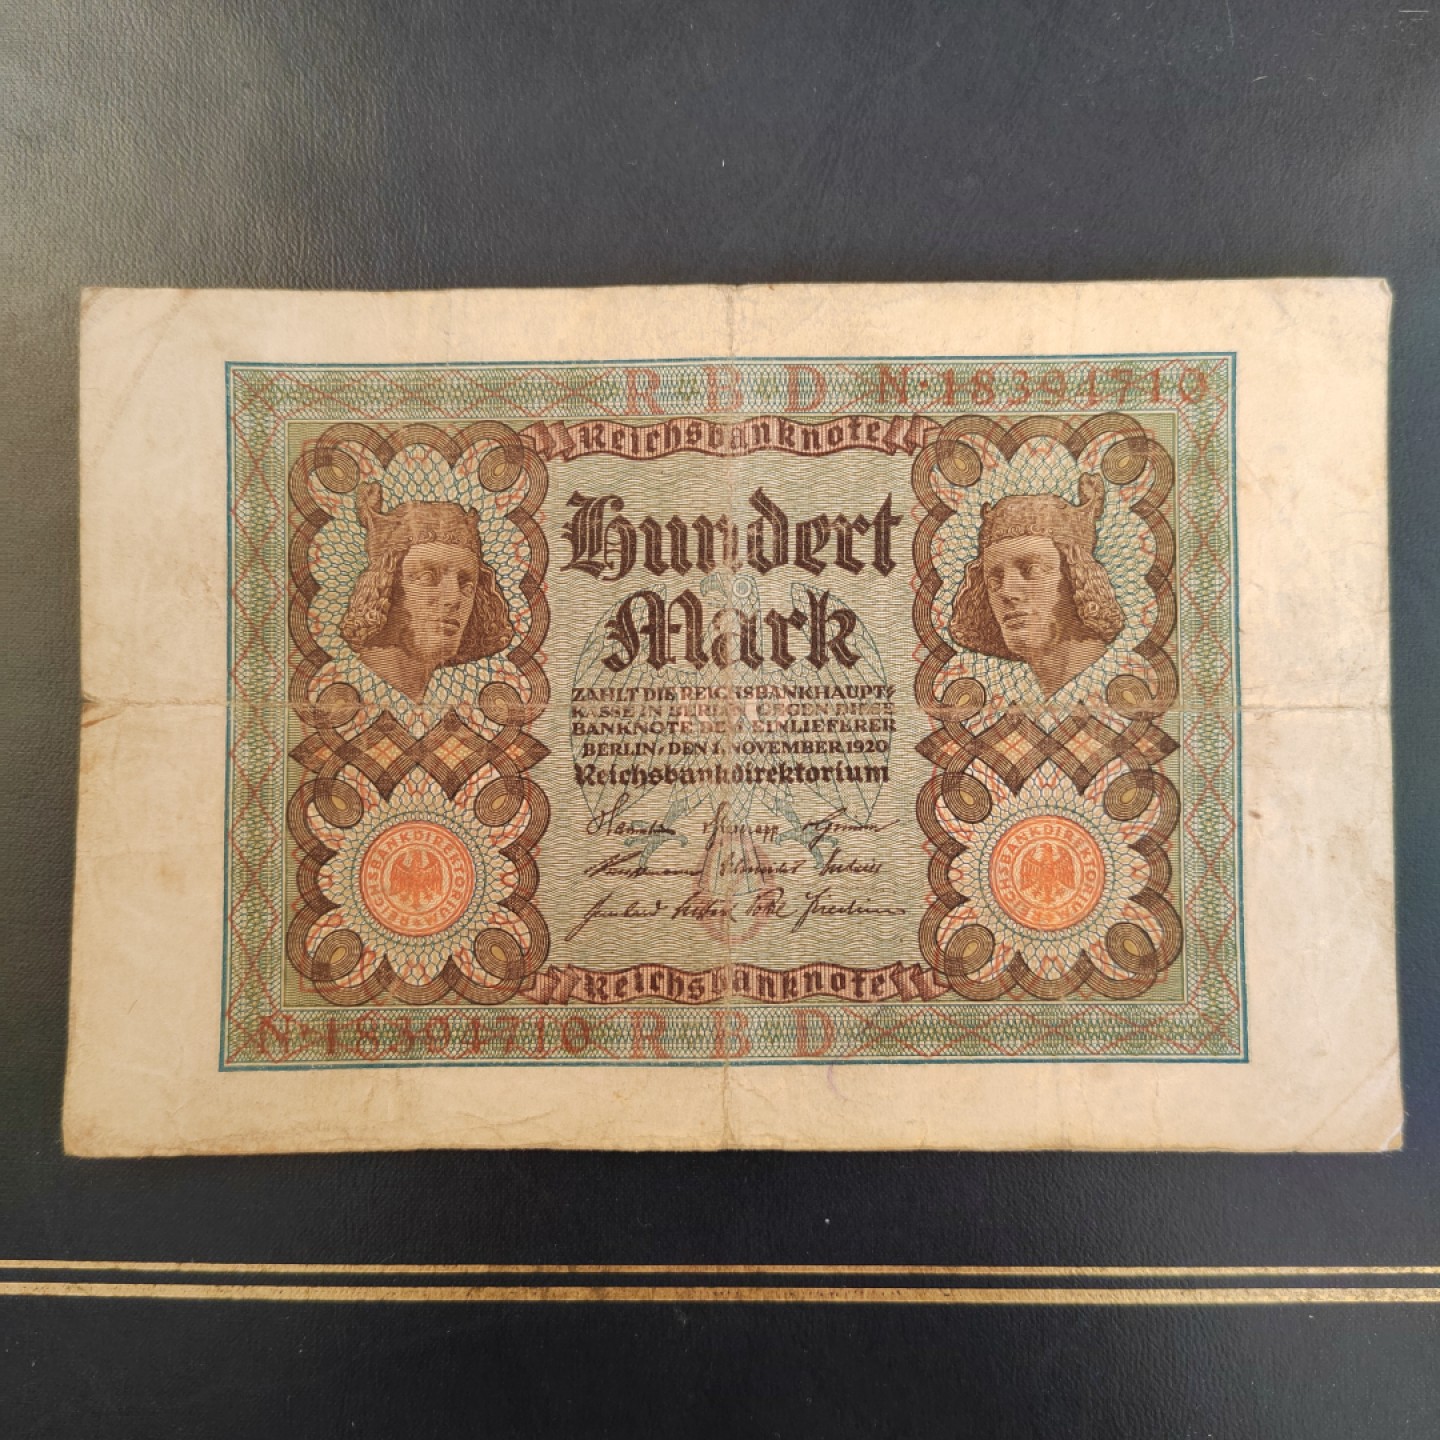 R B D N·18394710
Reichsbanknote
Hundert
Mark
ZAHLT DIE REICHSBANKHAUPT⸗
KASSE IN BERLIN GEGEN DIESE
BANKNOTE DEM EINLIEFERER
BERLIN, DEN 1. NOVEMBER 1920
Reichsbankdirektorium
REICHSBANKDIREKTORIUM
REICHSBANKDIREKTORIUM
Reichsbanknote
N·18394710 R B D